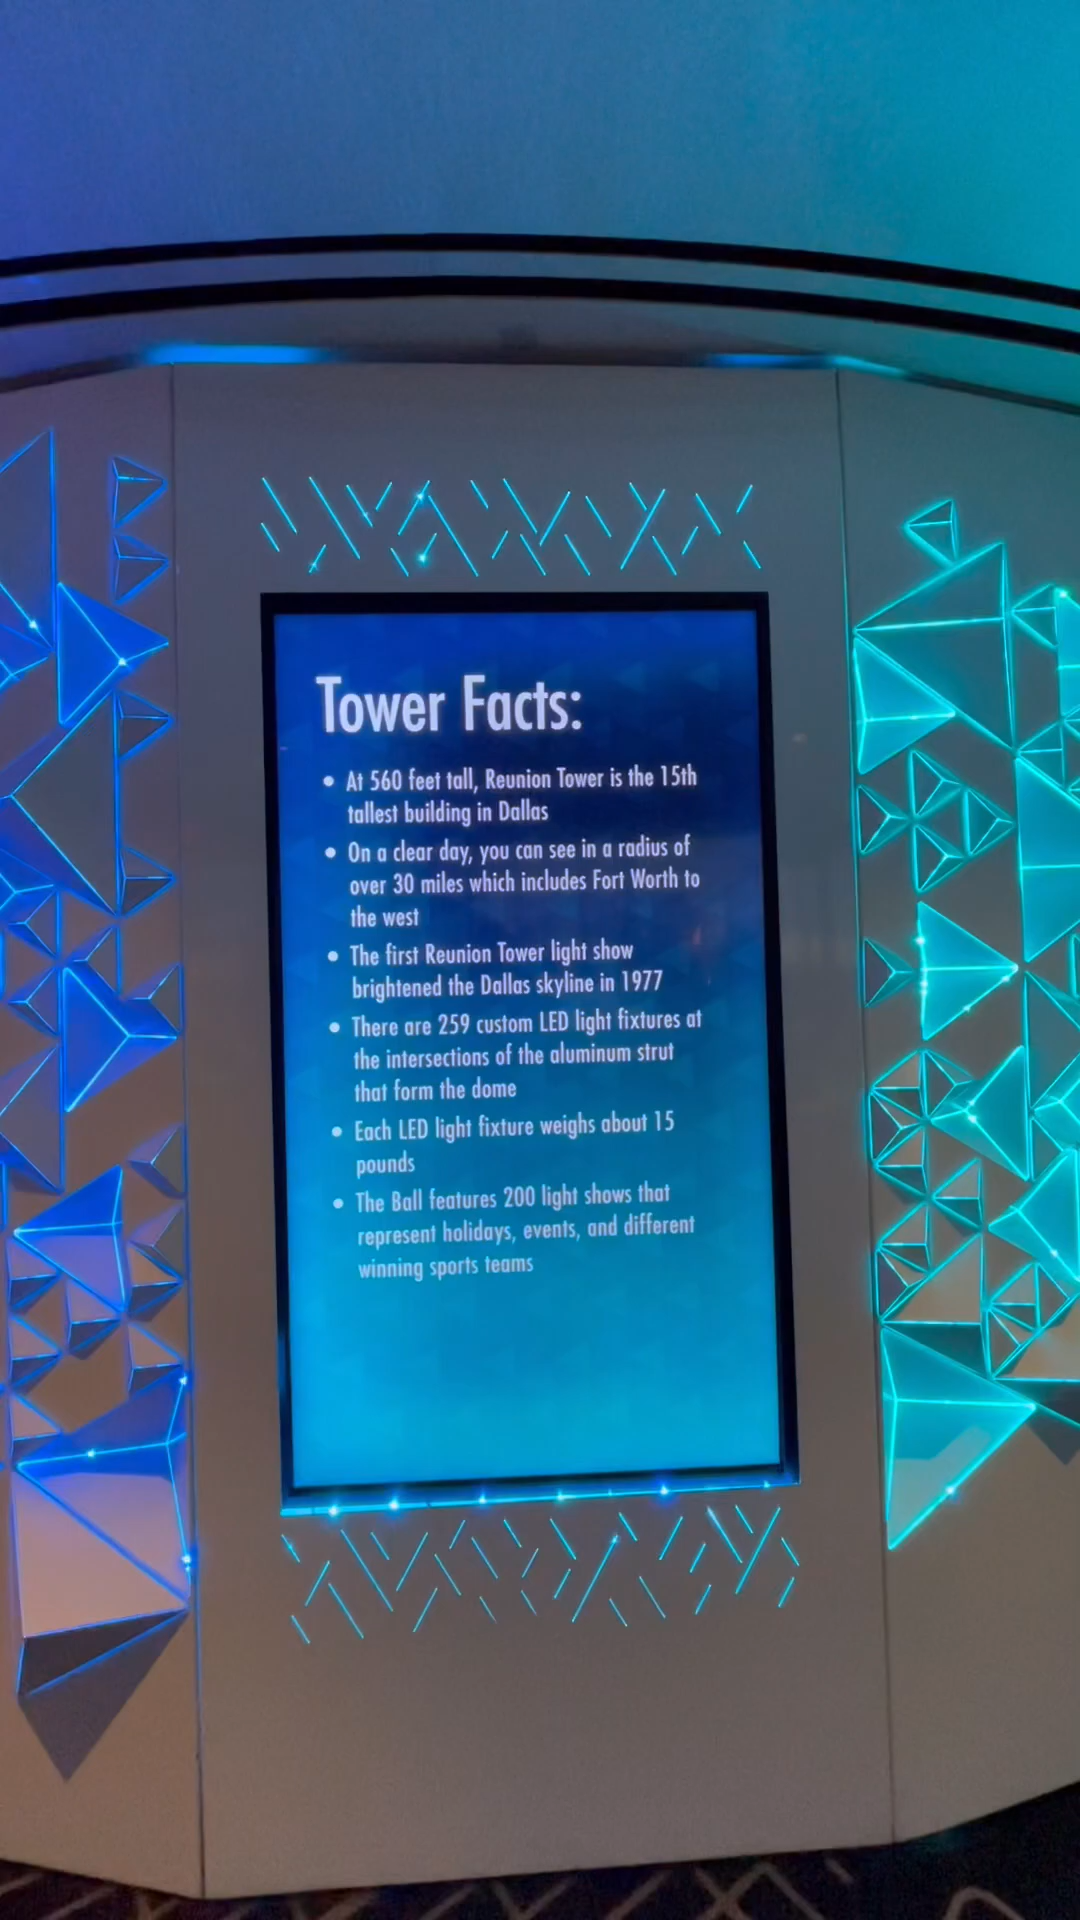 Tower Facts:
• At 560 feet tall, Reunion Tower is the 15th
tallest building in Dallas
• On a clear day, you can see in a radius of
over 30 miles which includes Fort Worth to
the west
• The first Reunion Tower light show
brightened the Dallas skyline in 1977
• There are 259 custom LED light fixtures at
the intersections of the aluminum strut
that form the dome
• Each LED light fixture weighs about 15
pounds
• The Ball features 200 light shows that
represent holidays, events, and different
winning sports teams